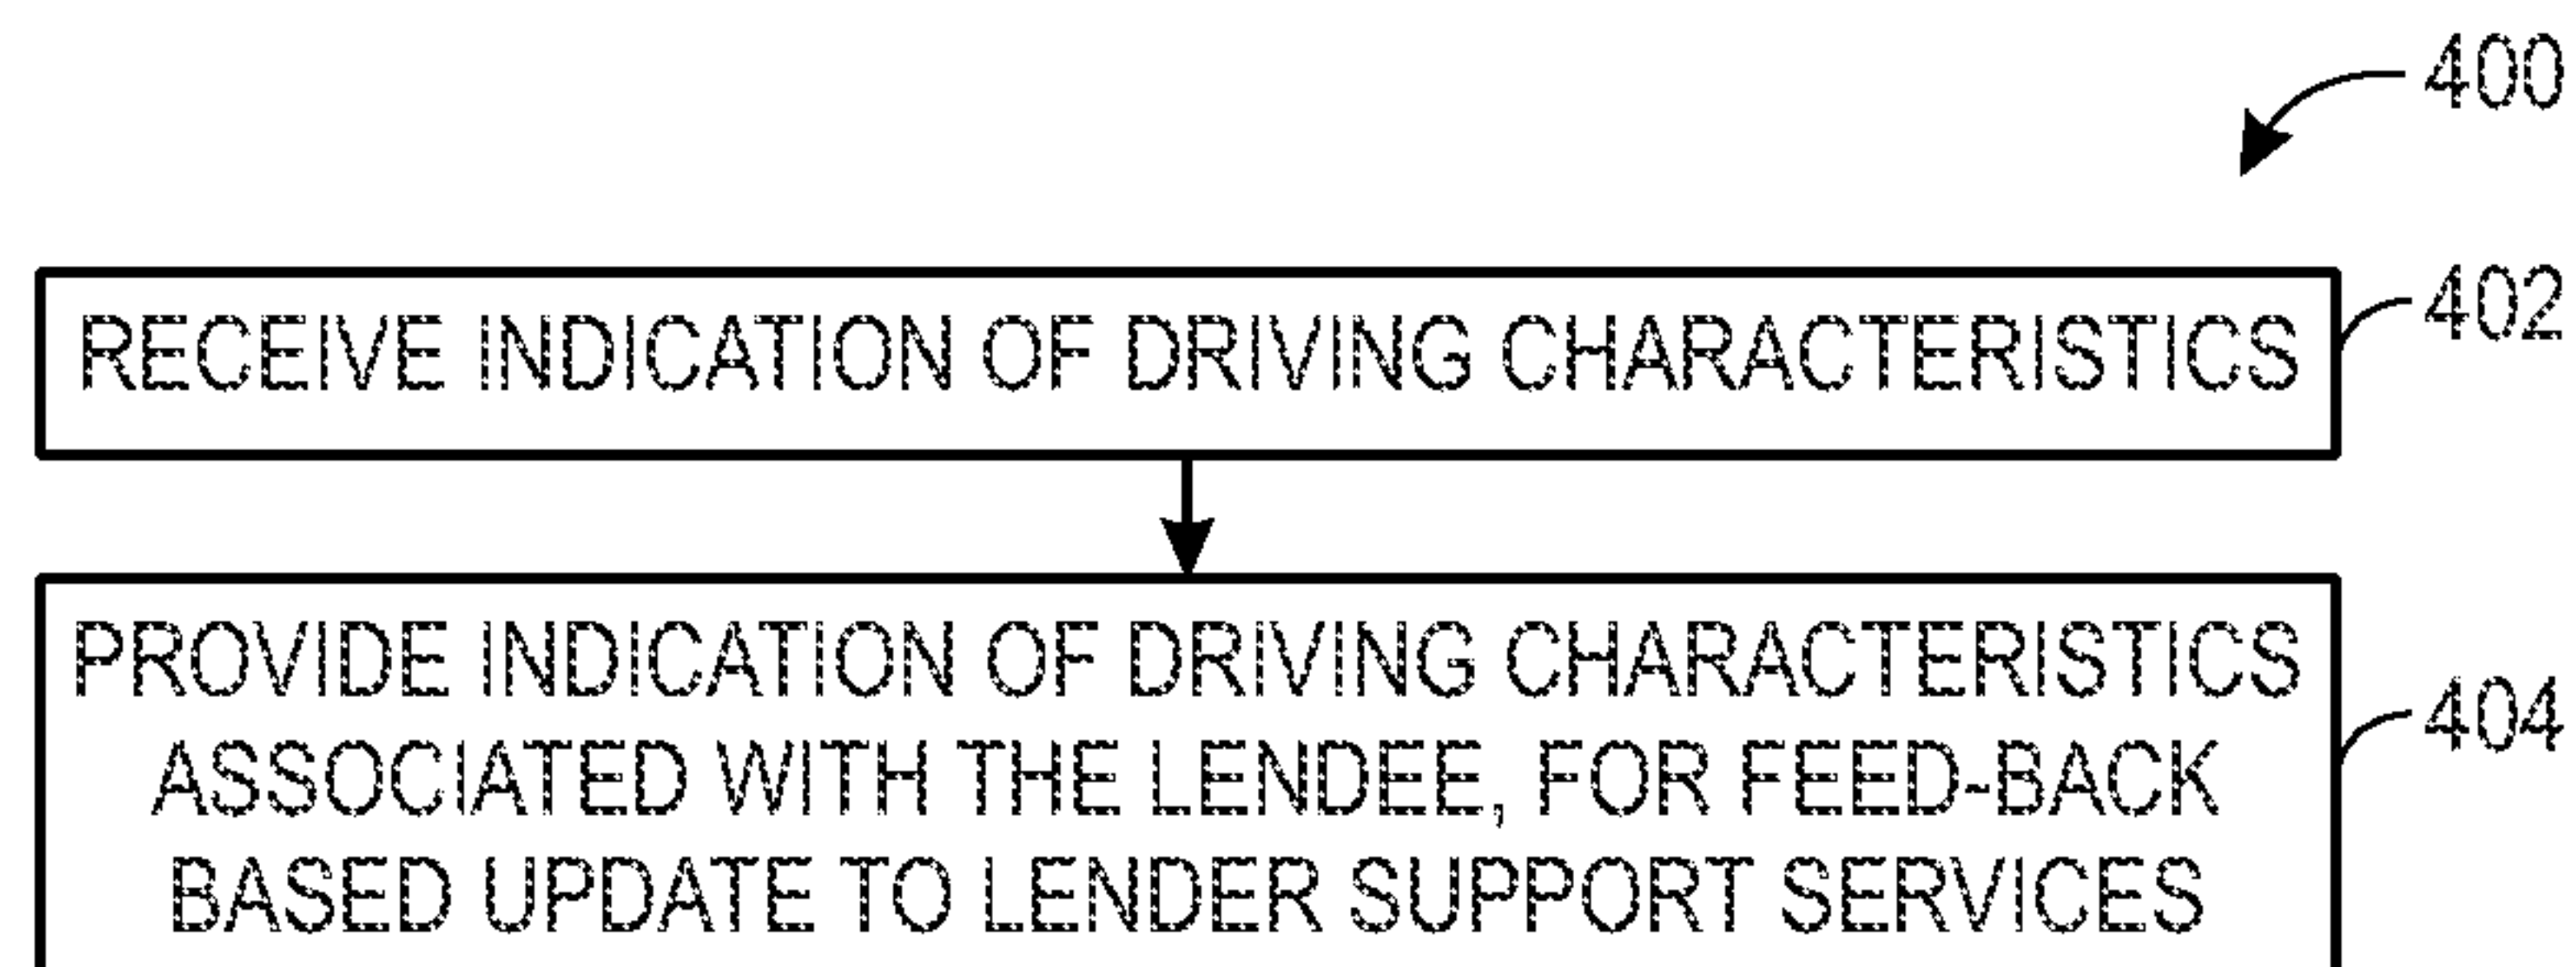 400
RECEIVE INDICATION OF DRIVING CHARACTERISTICS
402
PROVIDE INDICATION OF DRIVING CHARACTERISTICS
ASSOCIATED WITH THE LENDEE, FOR FEED-BACK
BASED UPDATE TO LENDER SUPPORT SERVICES
404